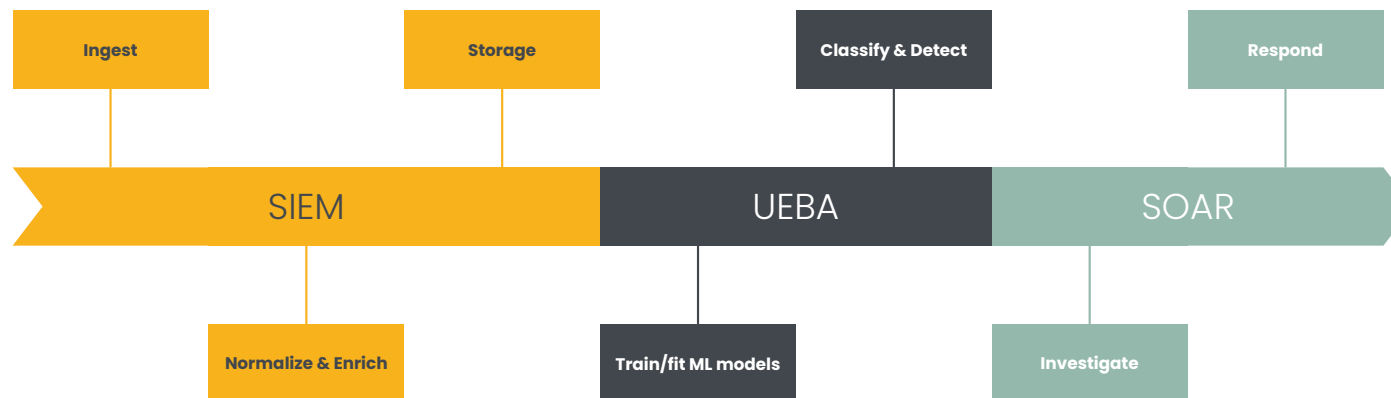 Ingest
Storage
Classify & Detect
Respond
SIEM
UEBA
SOAR
Normalize & Enrich
Train/fit ML models
Investigate